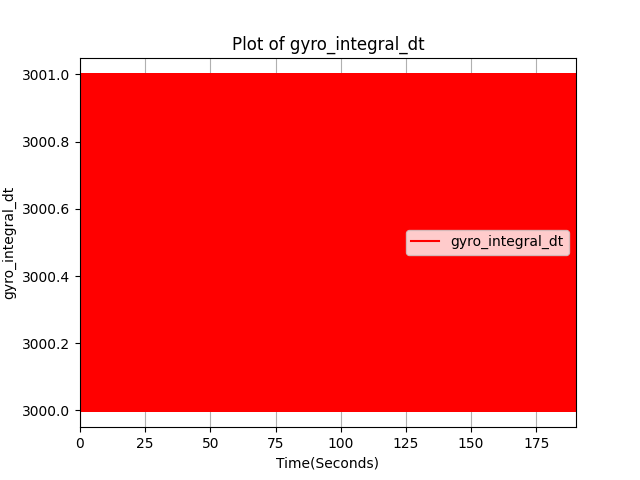 Plot of gyro_integral_dt
3001.0
3000.8
3000.6
3000.4
3000.2
3000.0
gyro_integral_dt
gyro_integral_dt
0 25 50 75 100 125 150 175
Time(Seconds)